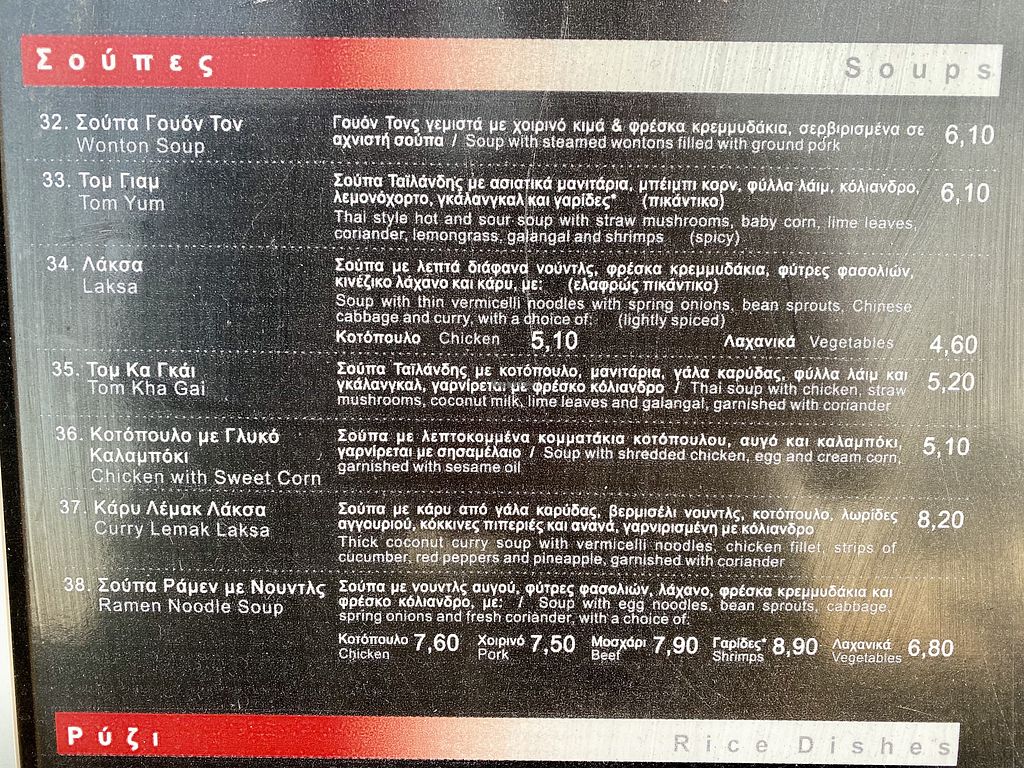 Σούπες Soups
32. Σούπα Γουόν Τον
Wonton Soup
Γουόν Τονς γεμιστά με χοιρινό κιμά & φρέσκα κρεμμυδάκια, σερβιρισμένα σε
αχνιστή σούπα / Soup with steamed wontons filled with ground pork
6,10
33. Τομ Γιαμ
Tom Yum
Σούπα Ταϊλάνδης με ασιατικά μανιτάρια, μπέιμπι κορν, φύλλα λάιμ, κόλιανδρο,
λεμονόχορτο, γκάλανγκαλ και γαρίδες* (πικάντικο)
Thai style hot and sour soup with straw mushrooms, baby corn, lime leaves,
coriander, lemongrass, galangal and shrimps (spicy)
6,10
34. Λάκσα
Laksa
Σούπα με λεπτά διάφανα νούντλς, φρέσκα κρεμμυδάκια, φύτρες φασολιών,
κινέζικο λάχανο και κάρυ, με: (ελαφρώς πικάντικο)
Soup with thin vermicelli noodles with spring onions, bean sprouts, Chinese
cabbage and curry, with a choice of: (lightly spiced)
Κοτόπουλο Chicken 5,10 Λαχανικά Vegetables 4,60
35. Τομ Κα Γκάι
Tom Kha Gai
Σούπα Ταϊλάνδης με κοτόπουλο, μανιτάρια, γάλα καρύδας, φύλλα λάιμ και
γκάλανγκαλ, γαρνίρεται με φρέσκο κόλιανδρο / Thai soup with chicken, straw
mushrooms, coconut milk, lime leaves and galangal, garnished with coriander
5,20
36. Κοτόπουλο με Γλυκό
Καλαμπόκι
Chicken with Sweet Corn
Σούπα με λεπτοκομμένα κομματάκια κοτόπουλου, αυγό και καλαμπόκι,
γαρνίρεται με σησαμέλαιο / Soup with shredded chicken, egg and cream corn,
garnished with sesame oil
5,10
37. Κάρυ Λέμακ Λάκσα
Curry Lemak Laksa
Σούπα με κάρυ από γάλα καρύδας, βερμισέλι νουντλς, κοτόπουλο, λωρίδες
αγγουριού, κόκκινες πιπεριές και ανανά, γαρνιρισμένη με κόλιανδρο
Thick coconut curry soup with vermicelli noodles, chicken fillet, strips of
cucumber, red peppers and pineapple, garnished with coriander
8,20
38. Σούπα Ράμεν με Νουντλς
Ramen Noodle Soup
Σούπα με νουντλς αυγού, φύτρες φασολιών, λάχανο, φρέσκα κρεμμυδάκια και
φρέσκο κόλιανδρο, με: / Soup with egg noodles, bean sprouts, cabbage,
spring onions and fresh coriander, with a choice of:
Κοτόπουλο 7,60 Χοιρινό 7,50 Μοσχάρι 7,90 Γαρίδες* 8,90 Λαχανικά 6,80
Chicken Pork Beef Shrimps Vegetables
Ρύζι Rice Dishes